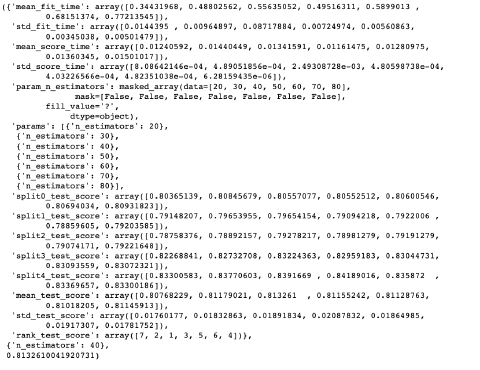 ({'mean_fit_time': array([0.34431968, 0.48802562, 0.55635052, 0.49516311, 0.5899013 ,
0.68151374, 0.77213545]),
'std_fit_time': array([0.0144395 , 0.00964897, 0.08717884, 0.00724974, 0.00560863,
0.00345038, 0.00501479]),
'mean_score_time': array([0.01240592, 0.01440449, 0.01341591, 0.01161475, 0.01280975,
0.01360345, 0.01501017]),
'std_score_time': array([8.08642146e-04, 4.89051856e-04, 2.49308728e-03, 4.80598738e-04,
4.03226566e-04, 4.82351038e-04, 6.28159435e-06]),
'param_n_estimators': masked_array(data=[20, 30, 40, 50, 60, 70, 80],
mask=[False, False, False, False, False, False, False],
fill_value='?',
dtype=object),
'params': [{'n_estimators': 20},
{'n_estimators': 30},
{'n_estimators': 40},
{'n_estimators': 50},
{'n_estimators': 60},
{'n_estimators': 70},
{'n_estimators': 80}],
'split0_test_score': array([0.80365139, 0.80845679, 0.80557077, 0.80552512, 0.80600546,
0.80694034, 0.80931823]),
'split1_test_score': array([0.79148207, 0.79653955, 0.79654154, 0.79094218, 0.7922006 ,
0.78859605, 0.79203585]),
'split2_test_score': array([0.78758376, 0.78892157, 0.79278217, 0.78981279, 0.79191279,
0.79074171, 0.79221648]),
'split3_test_score': array([0.82268841, 0.82732708, 0.83224363, 0.82959183, 0.83044731,
0.83093559, 0.83072321]),
'split4_test_score': array([0.83300583, 0.83770603, 0.8391669 , 0.84189016, 0.835872 ,
0.83369657, 0.83300186]),
'mean_test_score': array([0.80768229, 0.81179021, 0.813261 , 0.81155242, 0.81128763,
0.81018205, 0.81145913]),
'std_test_score': array([0.01760177, 0.01832863, 0.01891834, 0.02087832, 0.01864985,
0.01917307, 0.01781752]),
'rank_test_score': array([7, 2, 1, 3, 5, 6, 4])},
{'n_estimators': 40},
0.8132610041920731)